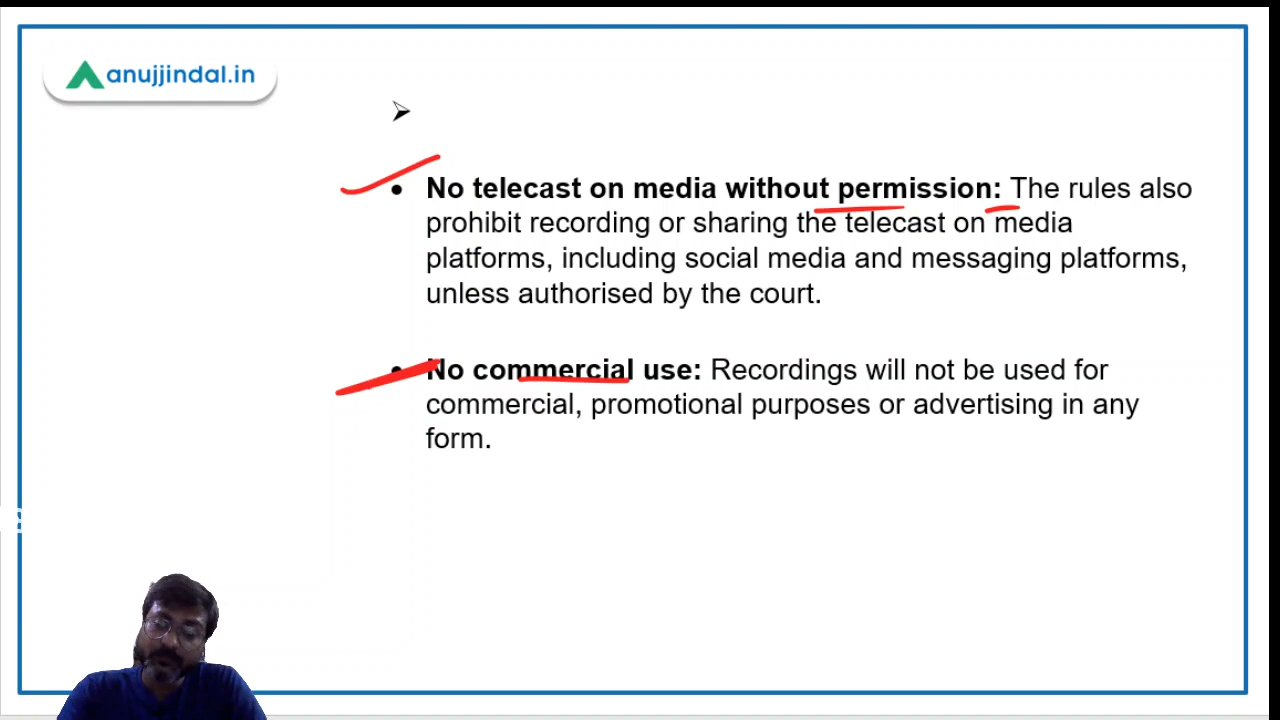 anujjindal.in
No telecast on media without permission: The rules also
prohibit recording or sharing the telecast on media
platforms, including social media and messaging platforms,
unless authorised by the court.
No commercial use: Recordings will not be used for
commercial, promotional purposes or advertising in any
form.